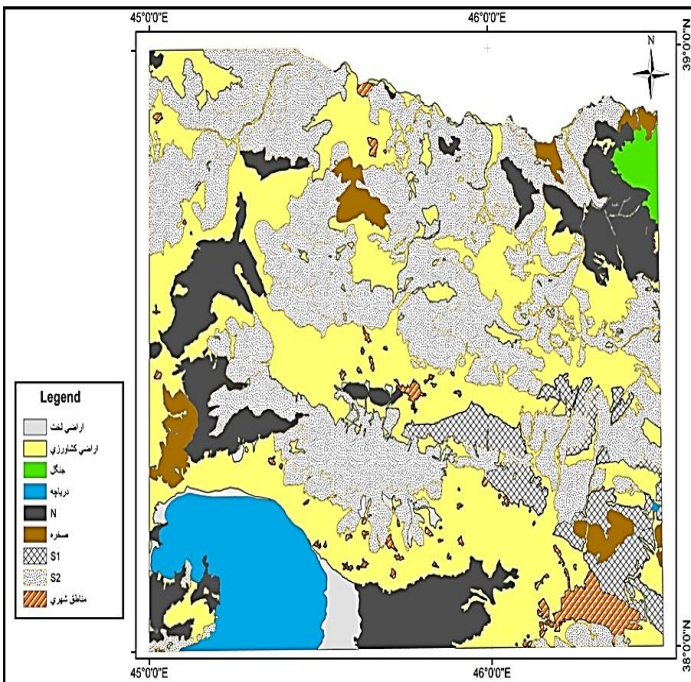 45°0'0"E
46°0'0"E
39°0'0"N
N
Legend
اراضي لخت
اراضي كشاورزي
جنگل
درياچه
N
صخره
S1
S2
مناطق شهري
38°0'0"N
45°0'0"E
46°0'0"E